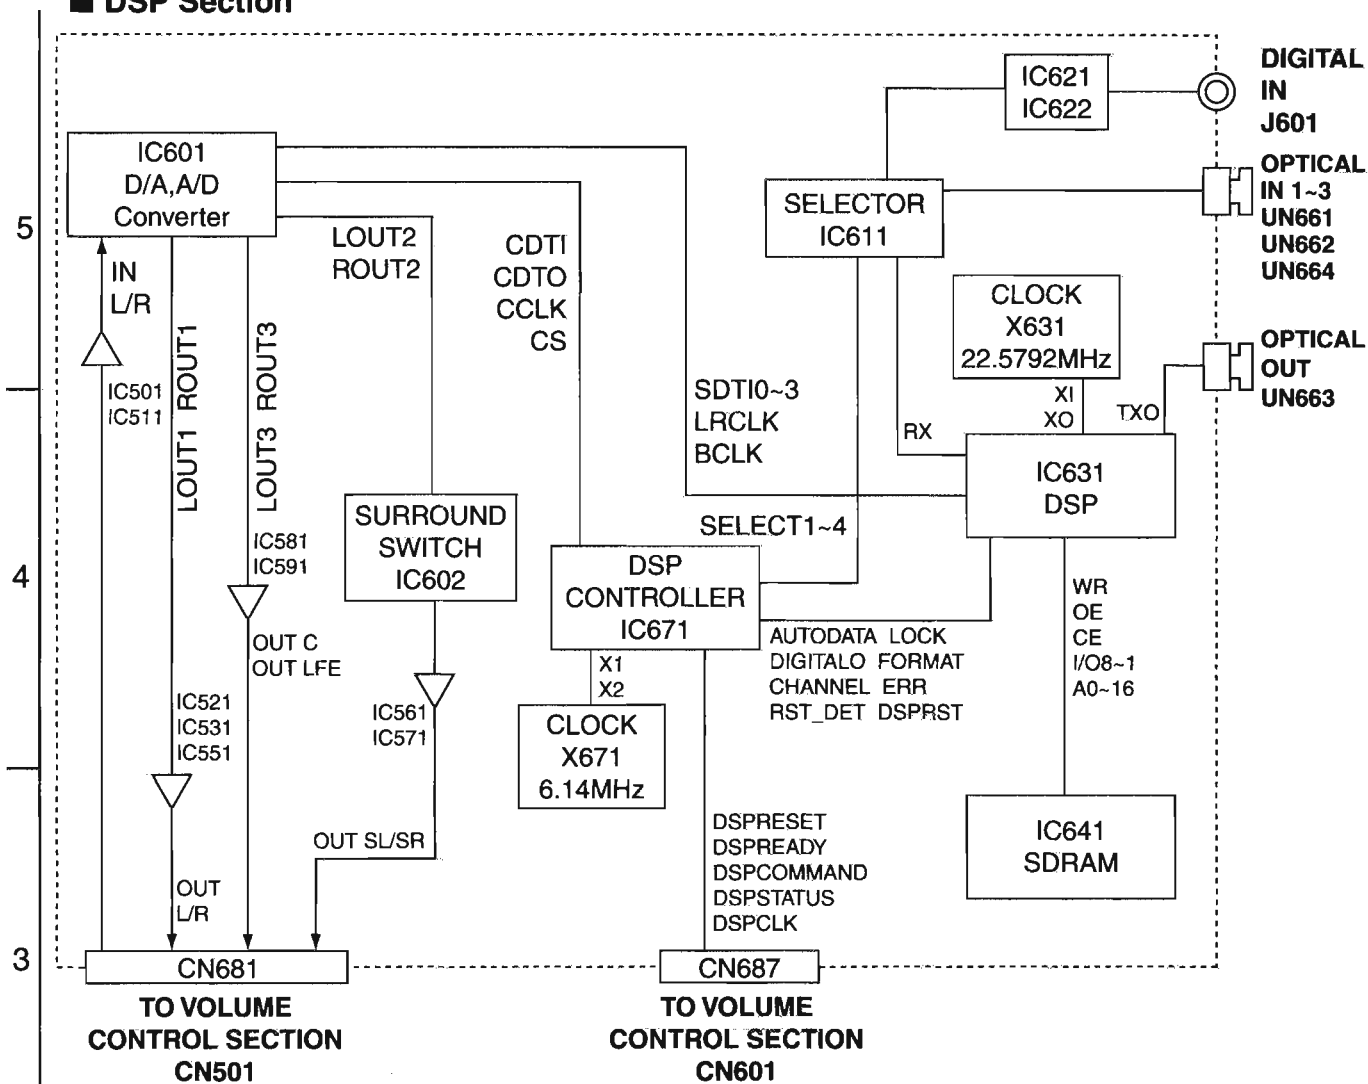 ■ DSP Section
DIGITAL
IN
J601
IC621
IC622
OPTICAL
IN 1~3
UN661
UN662
UN664
IC601
D/A,A/D
Converter
SELECTOR
IC611
5
IN
L/R
LOUT2
ROUT2
CDTI
CDTO
CCLK
CS
CLOCK
X631
22.5792MHz
OPTICAL
OUT
UN663
IC501
IC511
LOUT1 ROUT1
LOUT3 ROUT3
SDTI0~3
LRCLK
BCLK
RX
XI
XO
TXO
IC631
DSP
SURROUND
SWITCH
IC602
SELECT1~4
IC581
IC591
4
DSP
CONTROLLER
IC671
WR
OE
CE
I/O8~1
A0~16
OUT C
OUT LFE
AUTODATA LOCK
DIGITALO FORMAT
CHANNEL ERR
RST_DET DSPRST
X1
X2
IC521
IC531
IC551
IC561
IC571
CLOCK
X671
6.14MHz
OUT SL/SR
DSPRESET
DSPREADY
DSPCOMMAND
DSPSTATUS
DSPCLK
IC641
SDRAM
OUT
L/R
3
CN681
CN687
TO VOLUME
CONTROL SECTION
CN501
TO VOLUME
CONTROL SECTION
CN601